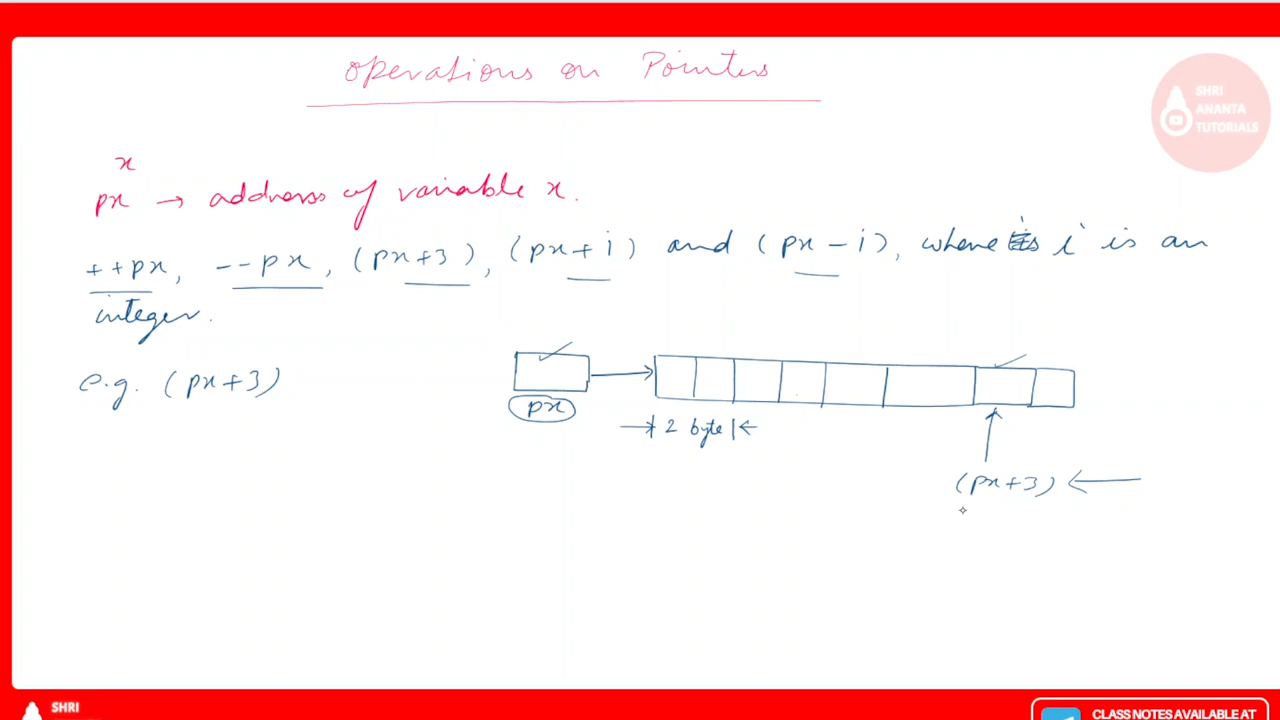 operations on Pointers
SHRI
ANANTA
TUTORIALS
x
px → address of variable x.
++px, --px, (px+3), (px+i) and (px-i), where i is an
integer.
e.g. (px+3)
px
2 byte
(px+3)
SHRI
CLASS NOTES AVAILABLE AT